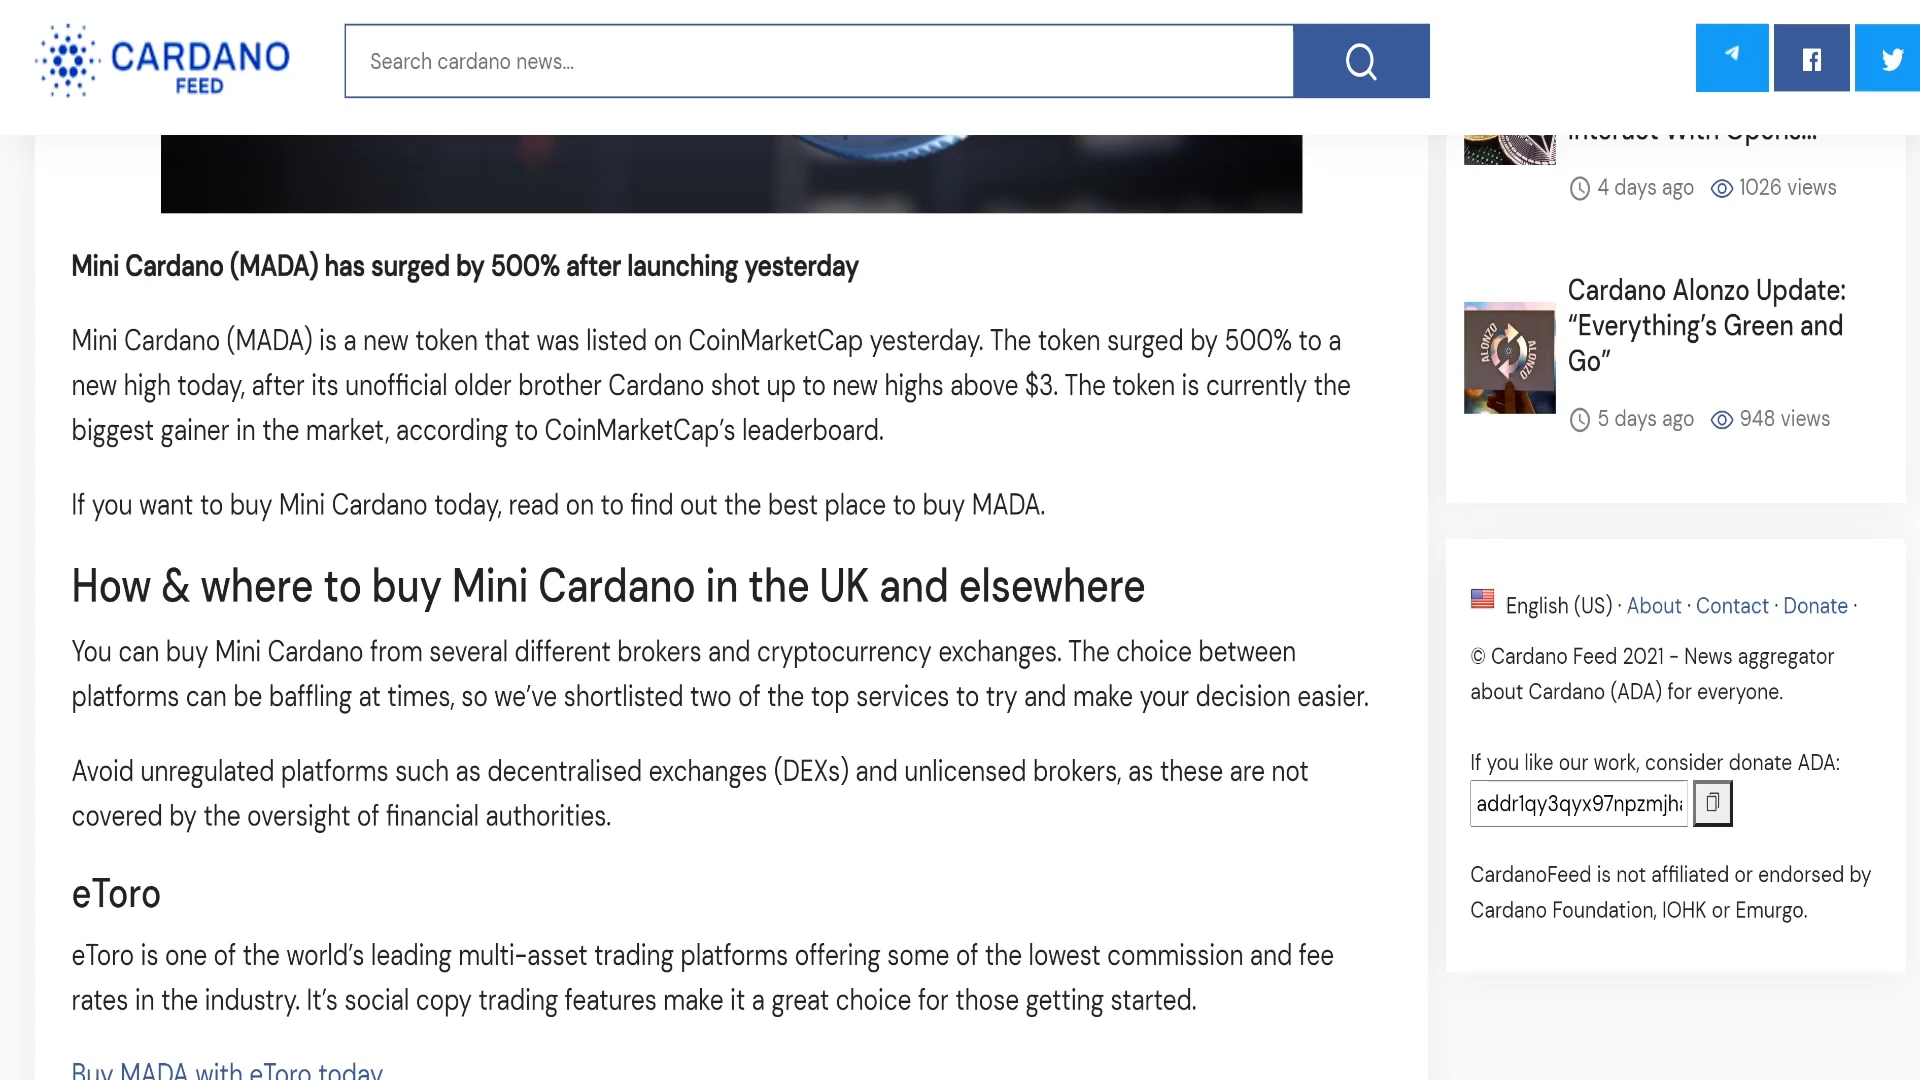 CARDANO
FEED
Search cardano news...
4 days ago 1026 views
Mini Cardano (MADA) has surged by 500% after launching yesterday
Mini Cardano (MADA) is a new token that was listed on CoinMarketCap yesterday. The token surged by 500% to a
new high today, after its unofficial older brother Cardano shot up to new highs above $3. The token is currently the
biggest gainer in the market, according to CoinMarketCap’s leaderboard.
If you want to buy Mini Cardano today, read on to find out the best place to buy MADA.
How & where to buy Mini Cardano in the UK and elsewhere
You can buy Mini Cardano from several different brokers and cryptocurrency exchanges. The choice between
platforms can be baffling at times, so we’ve shortlisted two of the top services to try and make your decision easier.
Avoid unregulated platforms such as decentralised exchanges (DEXs) and unlicensed brokers, as these are not
covered by the oversight of financial authorities.
eToro
eToro is one of the world’s leading multi-asset trading platforms offering some of the lowest commission and fee
rates in the industry. It’s social copy trading features make it a great choice for those getting started.
Buy MADA with eToro today
Interact With Opens...
ALONZO
ALONZO
Cardano Alonzo Update:
“Everything’s Green and
Go”
5 days ago 948 views
English (US) · About · Contact · Donate ·
© Cardano Feed 2021 - News aggregator
about Cardano (ADA) for everyone.
If you like our work, consider donate ADA:
addr1qy3qyx97npzmjh
CardanoFeed is not affiliated or endorsed by
Cardano Foundation, IOHK or Emurgo.